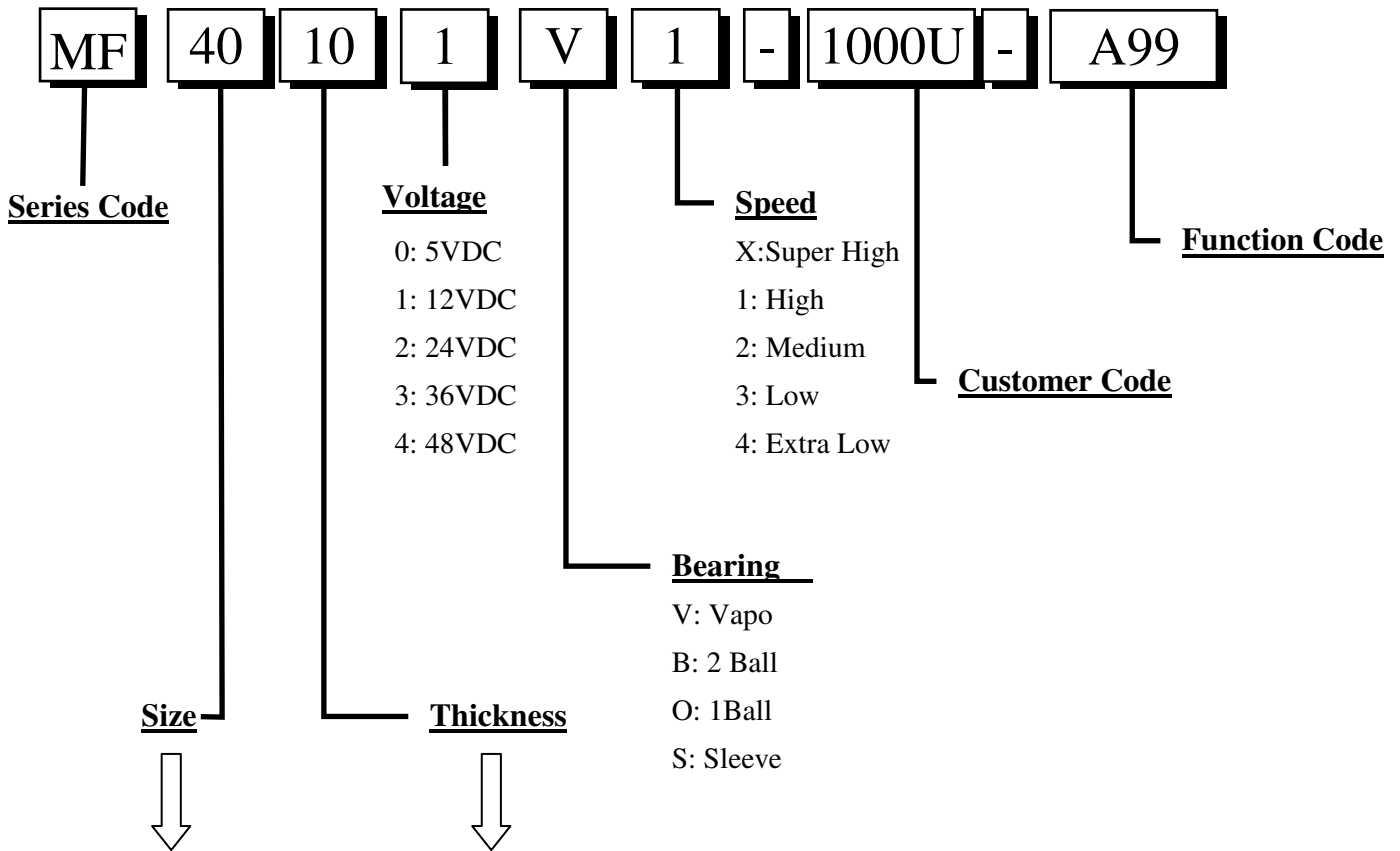 MF 40 10 1 V 1 - 1000U - A99
Series Code
Voltage
0: 5VDC
1: 12VDC
2: 24VDC
3: 36VDC
4: 48VDC
Speed
X:Super High
1: High
2: Medium
3: Low
4: Extra Low
Function Code
Customer Code
Bearing
V: Vapo
B: 2 Ball
O: 1Ball
S: Sleeve
Size
Thickness